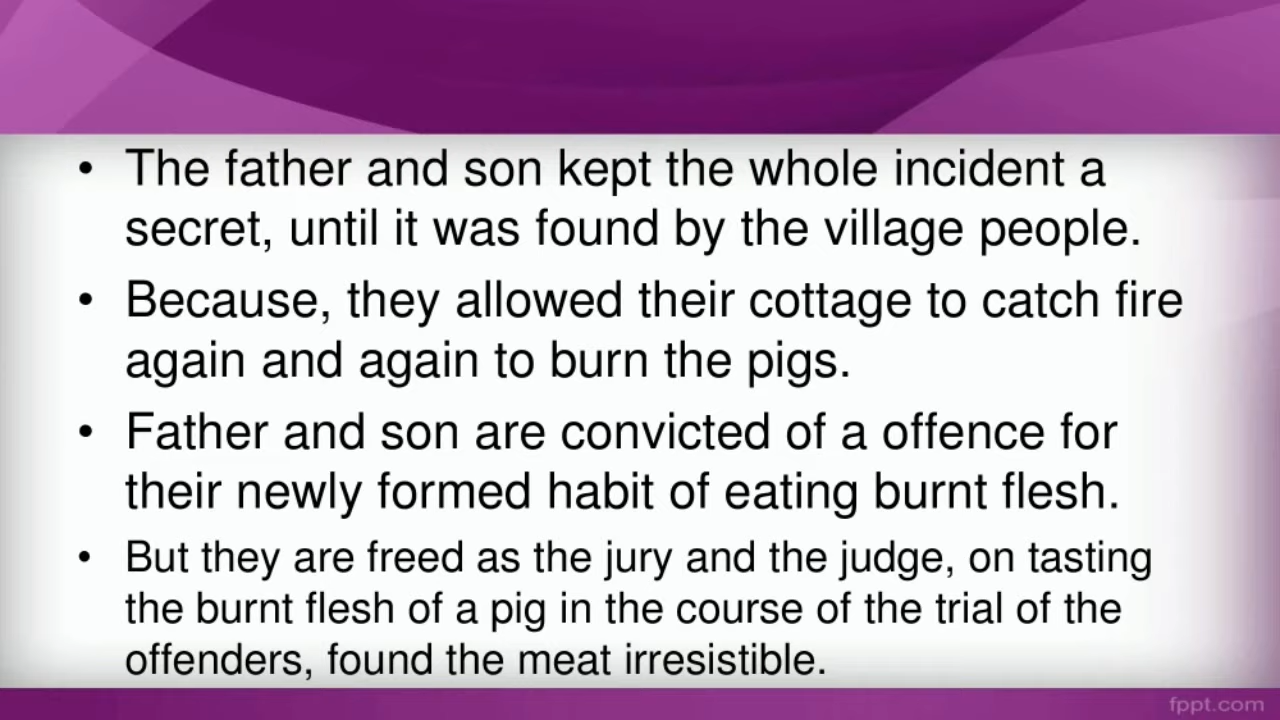 • The father and son kept the whole incident a
secret, until it was found by the village people.
• Because, they allowed their cottage to catch fire
again and again to burn the pigs.
• Father and son are convicted of a offence for
their newly formed habit of eating burnt flesh.
• But they are freed as the jury and the judge, on tasting
the burnt flesh of a pig in the course of the trial of the
offenders, found the meat irresistible.
fppt.com